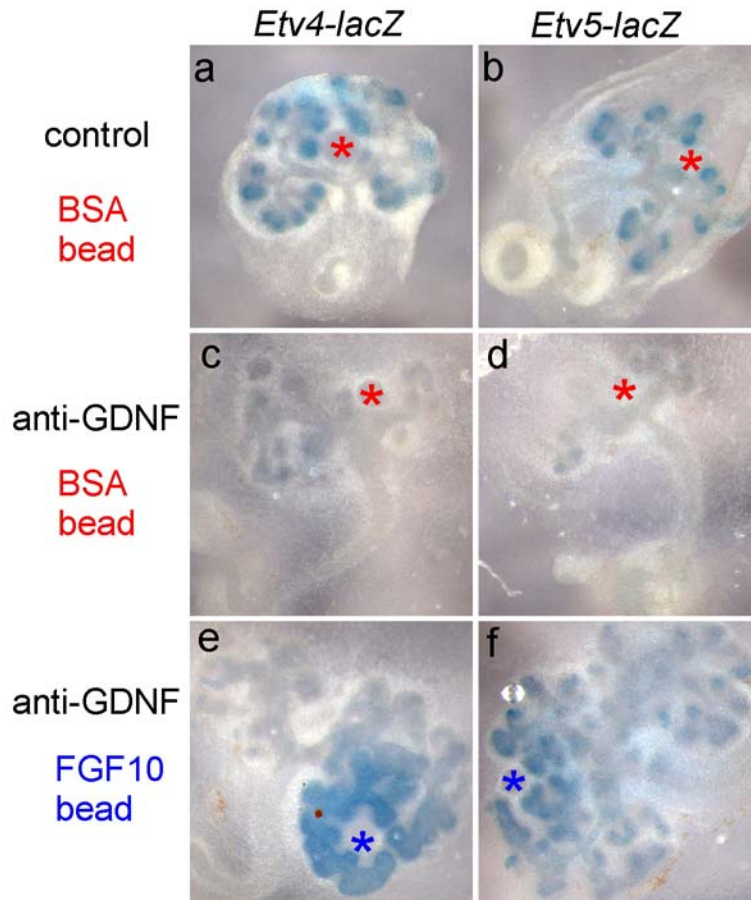 Etv4-lacZ Etv5-lacZ
a b
control
*
*
BSA
bead
c d
*
*
anti-GDNF
BSA
bead
e f
anti-GDNF
FGF10
bead
*
*